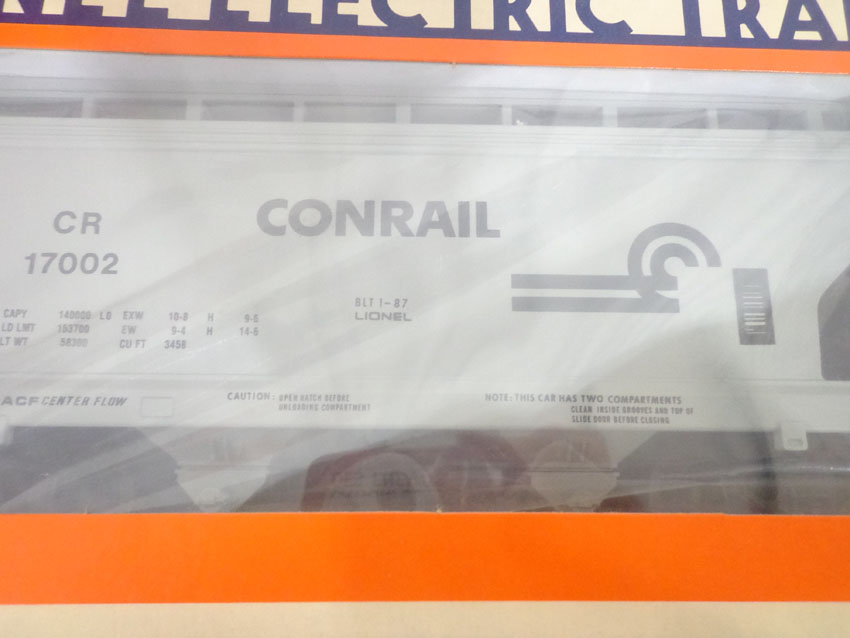 ELECTRIC TRA
CR
17002
CONRAIL
BLT 1-87
LIONEL
CAPY 140000 LB EXW 10-8 H 9-5
LD LMT 153700 EW 9-4 H 14-6
LT WT 58300 CU FT 3458
ACF CENTER FLOW
CAUTION: OPEN HATCH BEFORE
UNLOADING COMPARTMENT
NOTE: THIS CAR HAS TWO COMPARTMENTS
CLEAN INSIDE GROOVES AND TOP OF
SLIDE DOOR BEFORE CLOSING